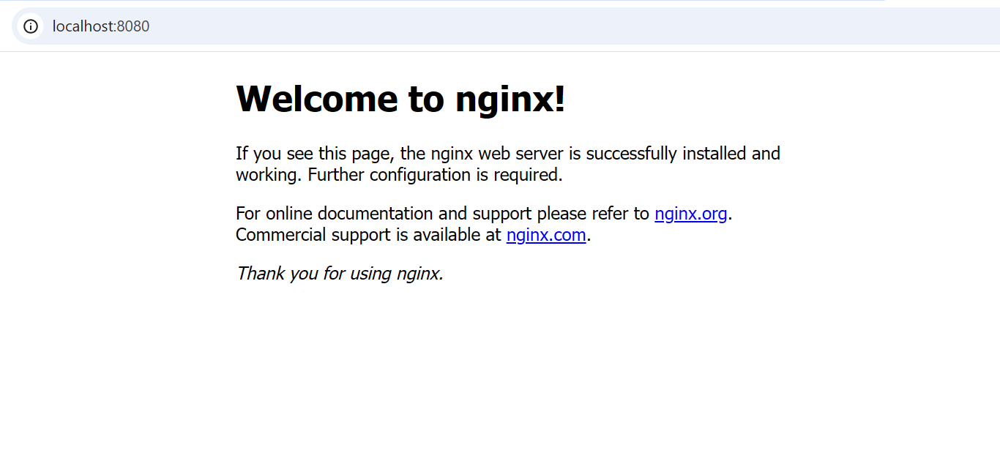 localhost:8080
Welcome to nginx!
If you see this page, the nginx web server is successfully installed and
working. Further configuration is required.
For online documentation and support please refer to nginx.org.
Commercial support is available at nginx.com.
Thank you for using nginx.